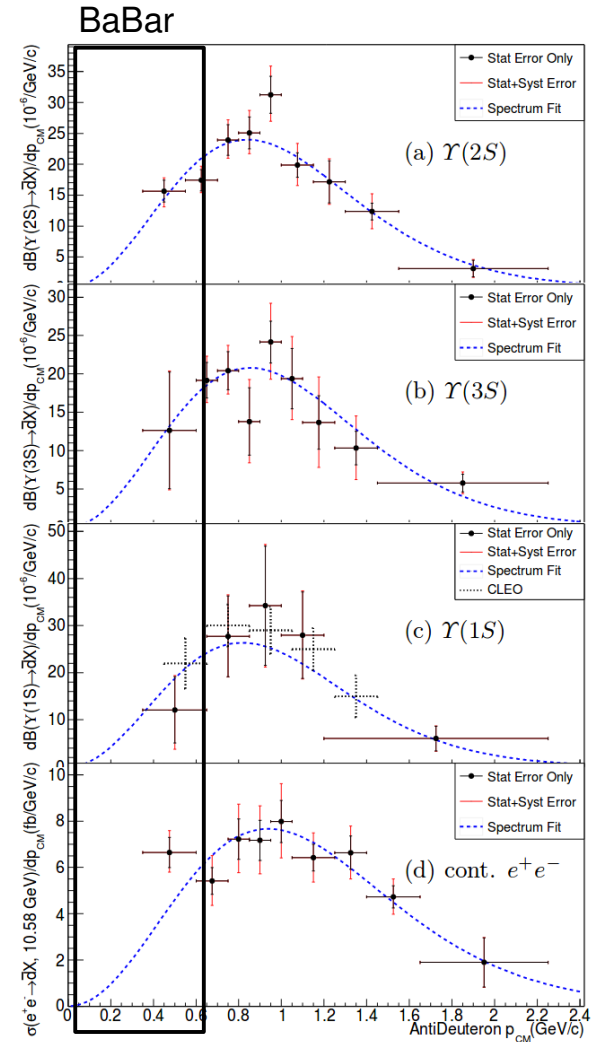 BaBar
dB(ϒ(2S)→d̄X)/dp_CM(10⁻⁶/GeV/c)
35
30
25
20
15
10
5
Stat Error Only
Stat+Syst Error
Spectrum Fit
(a) ϒ(2S)
dB(ϒ(3S)→d̄X)/dp_CM(10⁻⁶/GeV/c)
30
25
20
15
10
5
Stat Error Only
Stat+Syst Error
Spectrum Fit
(b) ϒ(3S)
dB(ϒ(1S)→d̄X)/dp_CM(10⁻⁶/GeV/c)
50
40
30
20
10
Stat Error Only
Stat+Syst Error
Spectrum Fit
CLEO
(c) ϒ(1S)
σ(e⁺e⁻→d̄X, 10.58 GeV)/dp_CM(fb/GeV/c)
8
6
4
2
0
Stat Error Only
Stat+Syst Error
Spectrum Fit
(d) cont. e⁺e⁻
0 0.2 0.4 0.6 0.8 1 1.2 1.4 1.6 1.8 2 2.2 2.4
AntiDeuteron p_CM(GeV/c)